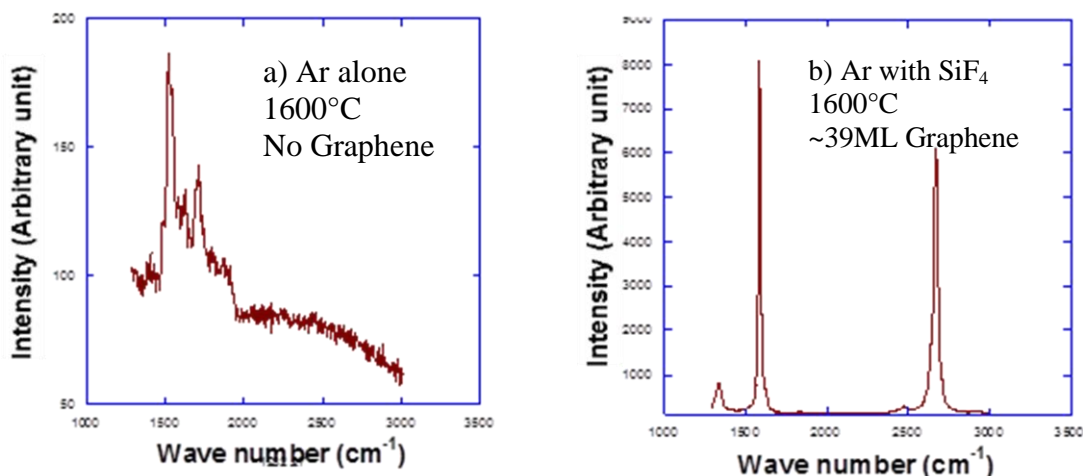 200
150
100
50
1000
1500
2000
2500
3000
3500
Intensity (Arbitrary unit)
Wave number (cm-1)
a) Ar alone
1600°C
No Graphene
9000
8000
7000
6000
5000
4000
3000
2000
1000
1000
1500
2000
2500
3000
3500
Intensity (Arbitrary unit)
Wave number (cm-1)
b) Ar with SiF4
1600°C
~39ML Graphene